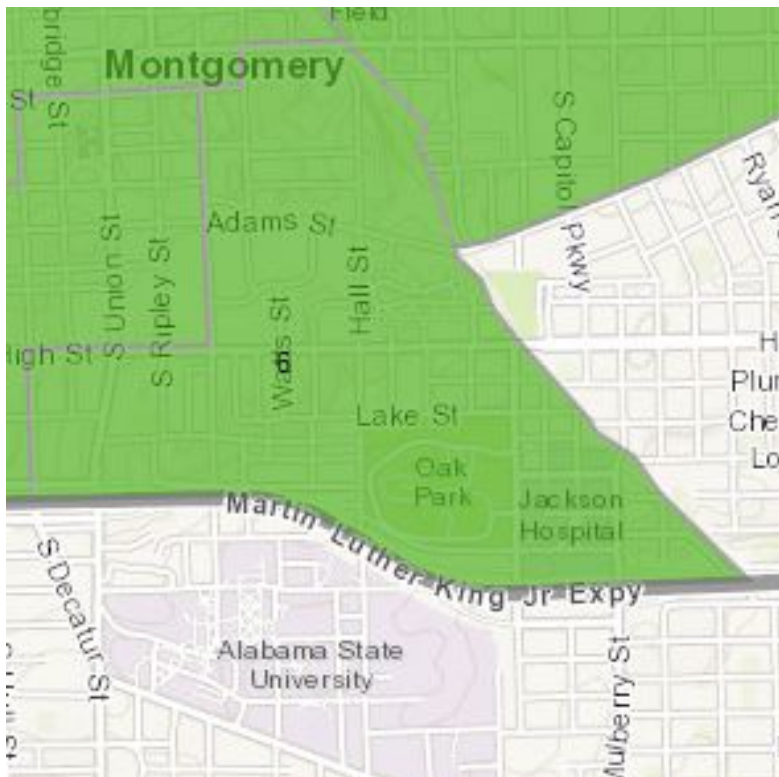 Field
Montgomery
St
S Capitol Pkwy
Adams St
S Union St
S Ripley St
Hall St
High St
Lake St
Oak
Park
Jackson
Hospital
Martin Luther King Jr Expy
S Decatur St
Alabama State
University
Mulberry St